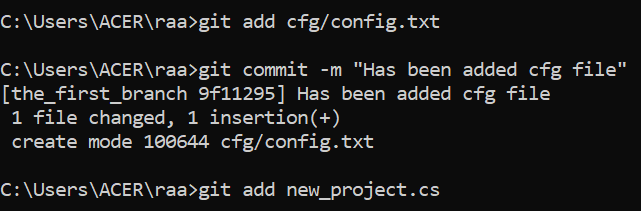 C:\Users\ACER\raa>git add cfg/config.txt
C:\Users\ACER\raa>git commit -m "Has been added cfg file"
[the_first_branch 9f11295] Has been added cfg file
 1 file changed, 1 insertion(+)
 create mode 100644 cfg/config.txt
C:\Users\ACER\raa>git add new_project.cs